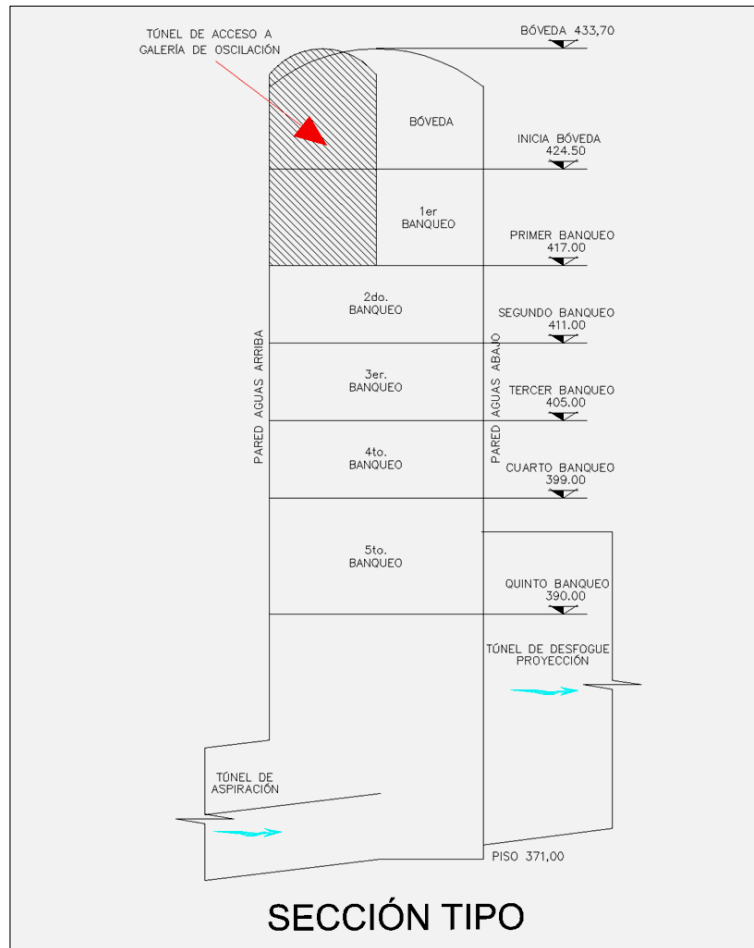 TÚNEL DE ACCESO A
GALERÍA DE OSCILACIÓN
BÓVEDA 433,70
BÓVEDA
INICIA BÓVEDA
424.50
1er
BANQUEO
PRIMER BANQUEO
417.00
2do.
BANQUEO
SEGUNDO BANQUEO
411.00
PARED AGUAS ARRIBA
PARED AGUAS ABAJO
3er.
BANQUEO
TERCER BANQUEO
405.00
4to.
BANQUEO
CUARTO BANQUEO
399.00
5to.
BANQUEO
QUINTO BANQUEO
390.00
TÚNEL DE DESFOGUE
PROYECCIÓN
TÚNEL DE
ASPIRACIÓN
PISO 371,00
SECCIÓN TIPO